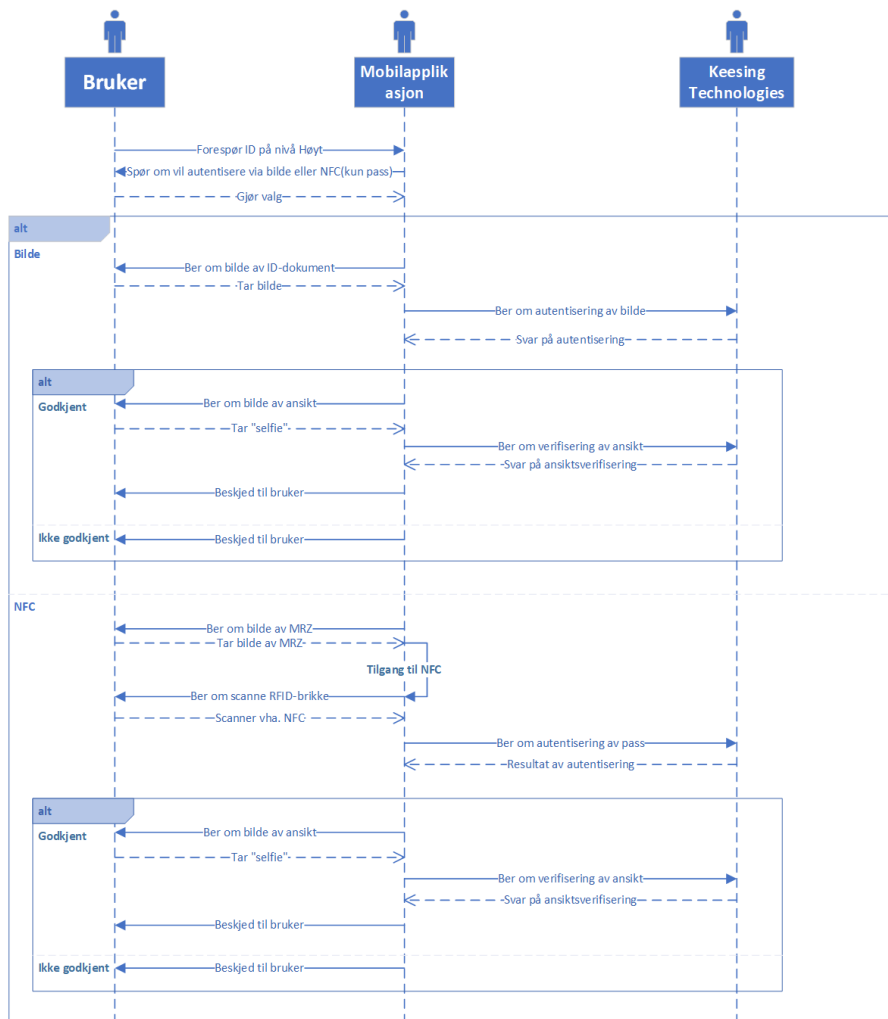 Bruker
Mobilapplik
asjon
Keesing
Technologies
Forespør ID på nivå Høyt
Spør om vil autentisere via bilde eller NFC(kun pass)
Gjør valg
alt
Bilde
Ber om bilde av ID-dokument
Tar bilde
Ber om autentisering av bilde
Svar på autentisering
alt
Godkjent
Ber om bilde av ansikt
Tar "selfie"
Ber om verifisering av ansikt
Svar på ansiktsverifisering
Beskjed til bruker
Ikke godkjent
Beskjed til bruker
NFC
Ber om bilde av MRZ
Tar bilde av MRZ
Tilgang til NFC
Ber om scanne RFID-brikke
Scanner vha. NFC
Ber om autentisering av pass
Resultat av autentisering
alt
Godkjent
Ber om bilde av ansikt
Tar "selfie"
Ber om verifisering av ansikt
Svar på ansiktsverifisering
Beskjed til bruker
Ikke godkjent
Beskjed til bruker